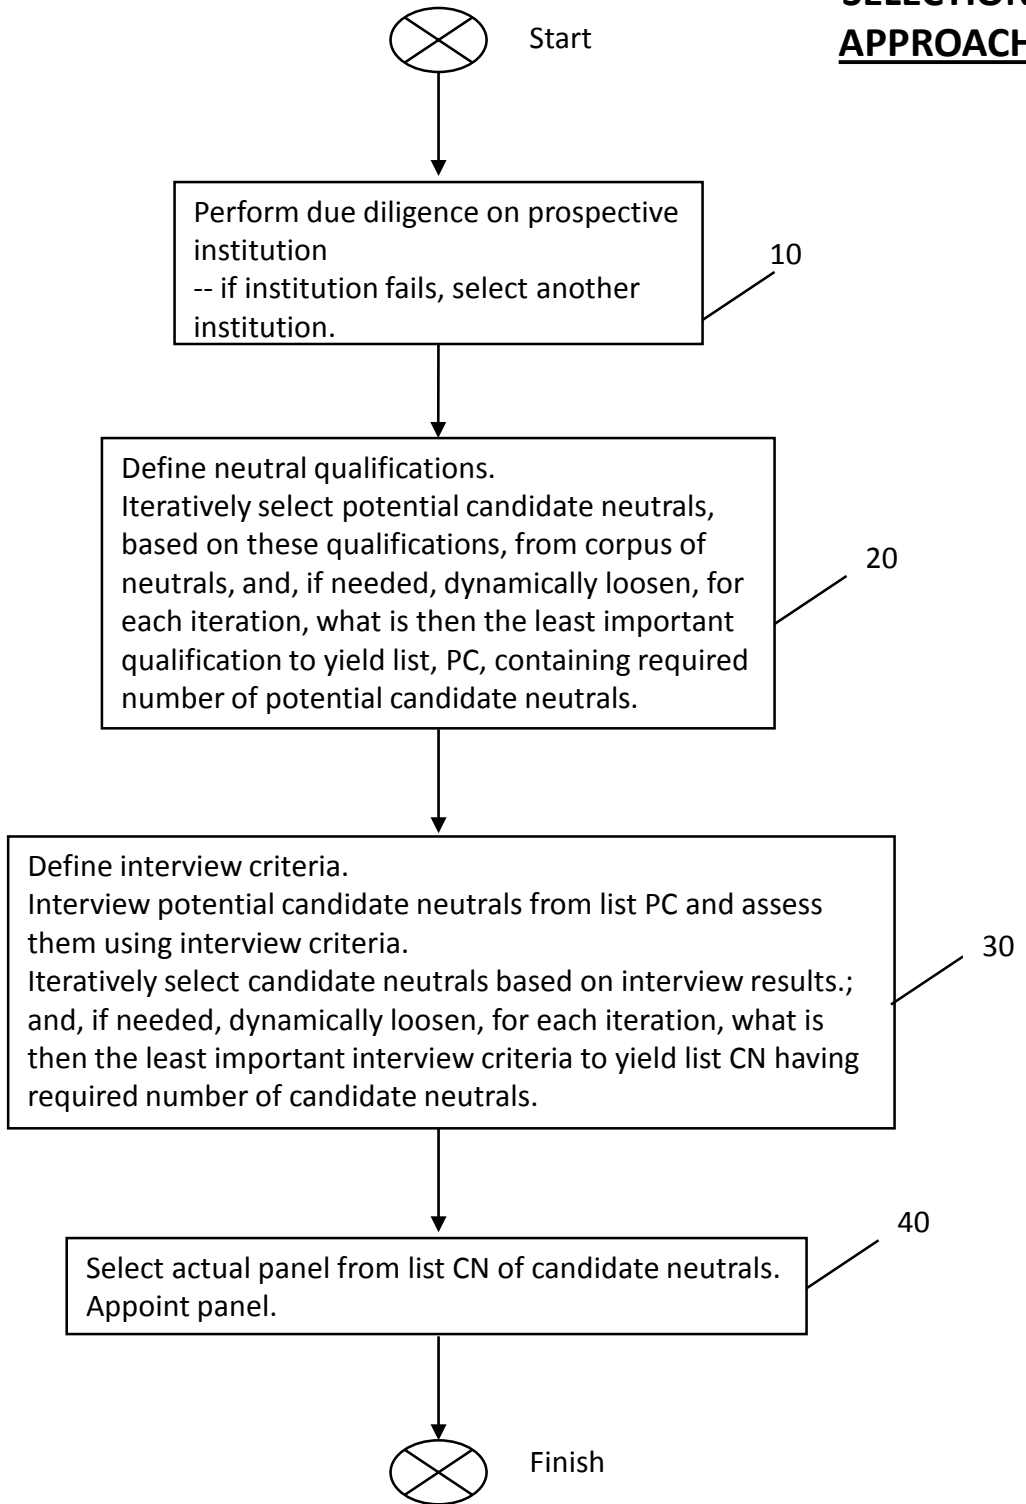 SELECTION
APPROACH
Start
Perform due diligence on prospective
institution
-- if institution fails, select another
institution.
10
Define neutral qualifications.
Iteratively select potential candidate neutrals,
based on these qualifications, from corpus of
neutrals, and, if needed, dynamically loosen, for
each iteration, what is then the least important
qualification to yield list, PC, containing required
number of potential candidate neutrals.
20
Define interview criteria.
Interview potential candidate neutrals from list PC and assess
them using interview criteria.
Iteratively select candidate neutrals based on interview results.;
and, if needed, dynamically loosen, for each iteration, what is
then the least important interview criteria to yield list CN having
required number of candidate neutrals.
30
Select actual panel from list CN of candidate neutrals.
Appoint panel.
40
Finish